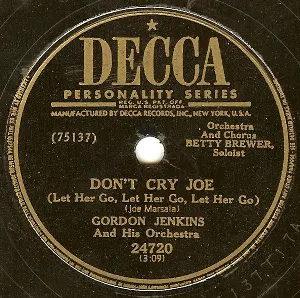 DECCA
PERSONALITY SERIES
REG. U.S. PAT. OFF.
MARCA REGISTRADA
MANUFACTURED BY DECCA RECORDS, INC., NEW YORK, U.S.A.
(75137)
Orchestra
And Chorus
BETTY BREWER,
Soloist
DON'T CRY JOE
(Let Her Go, Let Her Go, Let Her Go)
(Joe Marsala)
GORDON JENKINS
And His Orchestra
24720
(3:09)